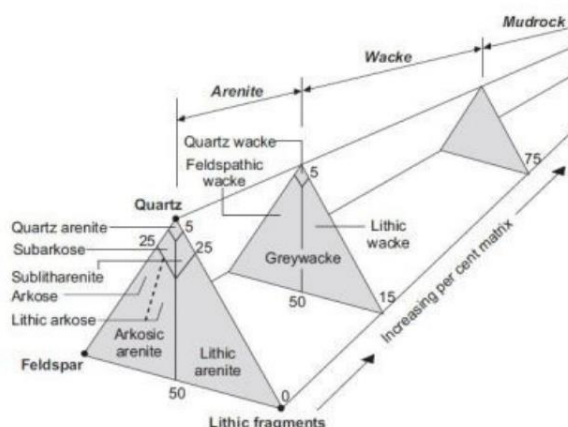 Mudrock
Wacke
Arenite
Quartz wacke
Feldspathic
wacke
5
75
Quartz
Quartz arenite
5
Lithic
wacke
25
25
Subarkose
Sublitharenite
Greywacke
Arkose
50
15
Lithic arkose
Arkosic
arenite
Lithic
arenite
Increasing per cent matrix
Feldspar
50
0
Lithic fragments